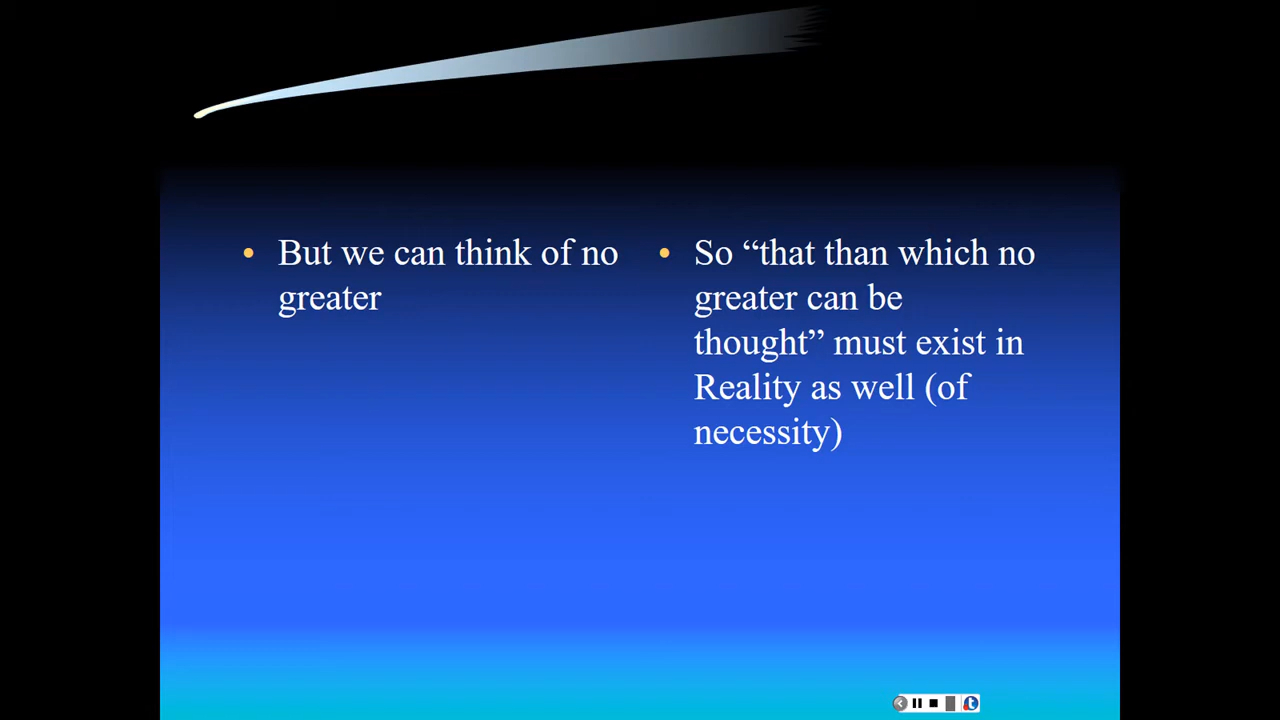 • But we can think of no
greater
• So “that than which no
greater can be
thought” must exist in
Reality as well (of
necessity)